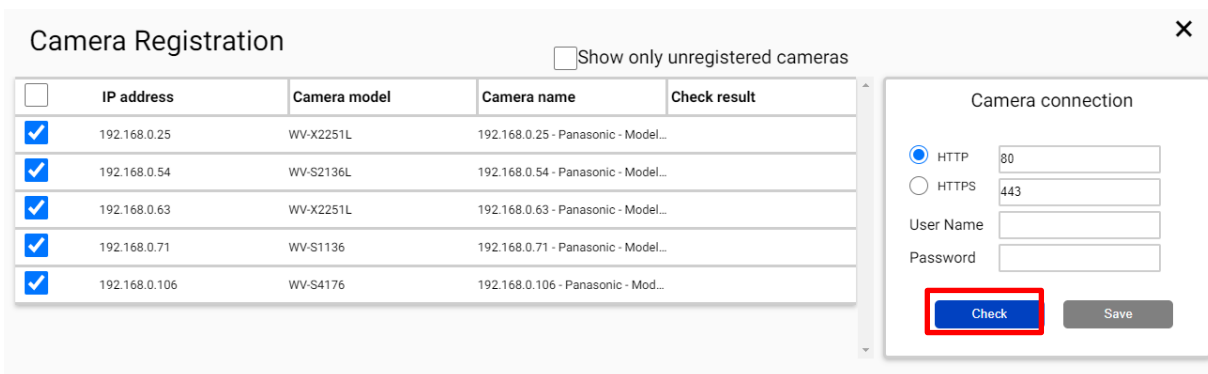 Camera Registration
Show only unregistered cameras
IP address Camera model Camera name Check result
192.168.0.25 WV-X2251L 192.168.0.25 - Panasonic - Model...
192.168.0.54 WV-S2136L 192.168.0.54 - Panasonic - Model...
192.168.0.63 WV-X2251L 192.168.0.63 - Panasonic - Model...
192.168.0.71 WV-S1136 192.168.0.71 - Panasonic - Model...
192.168.0.106 WV-S4176 192.168.0.106 - Panasonic - Mod...
Camera connection
HTTP 80
HTTPS 443
User Name
Password
Check Save